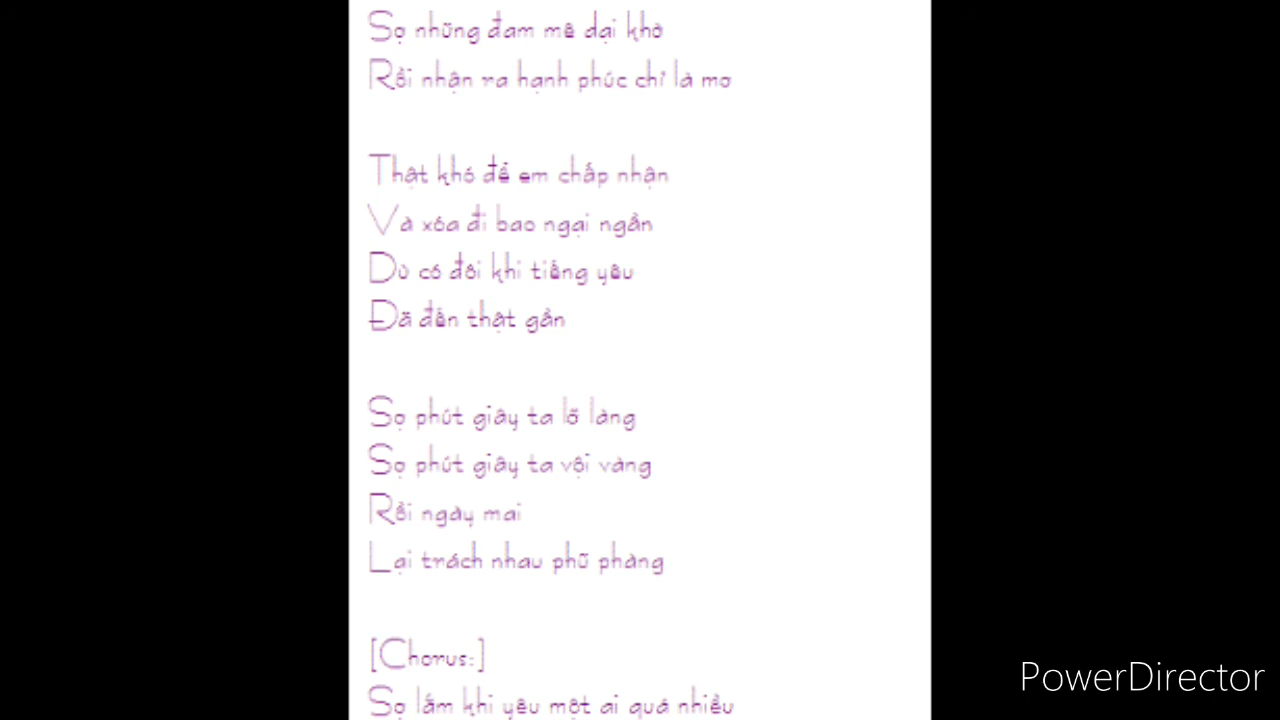 Sợ những đam mê dại khờ
Rồi nhận ra hạnh phúc chỉ là mơ
Thật khó để em chấp nhận
Và xóa đi bao ngại ngần
Dù có đôi khi tiếng yêu
Đã đến thật gần
Sợ phút giây ta lỡ làng
Sợ phút giây ta vội vàng
Rồi ngày mai
Lại trách nhau phũ phàng
[Chorus:]
Sợ lắm khi yêu một ai quá nhiều
PowerDirector